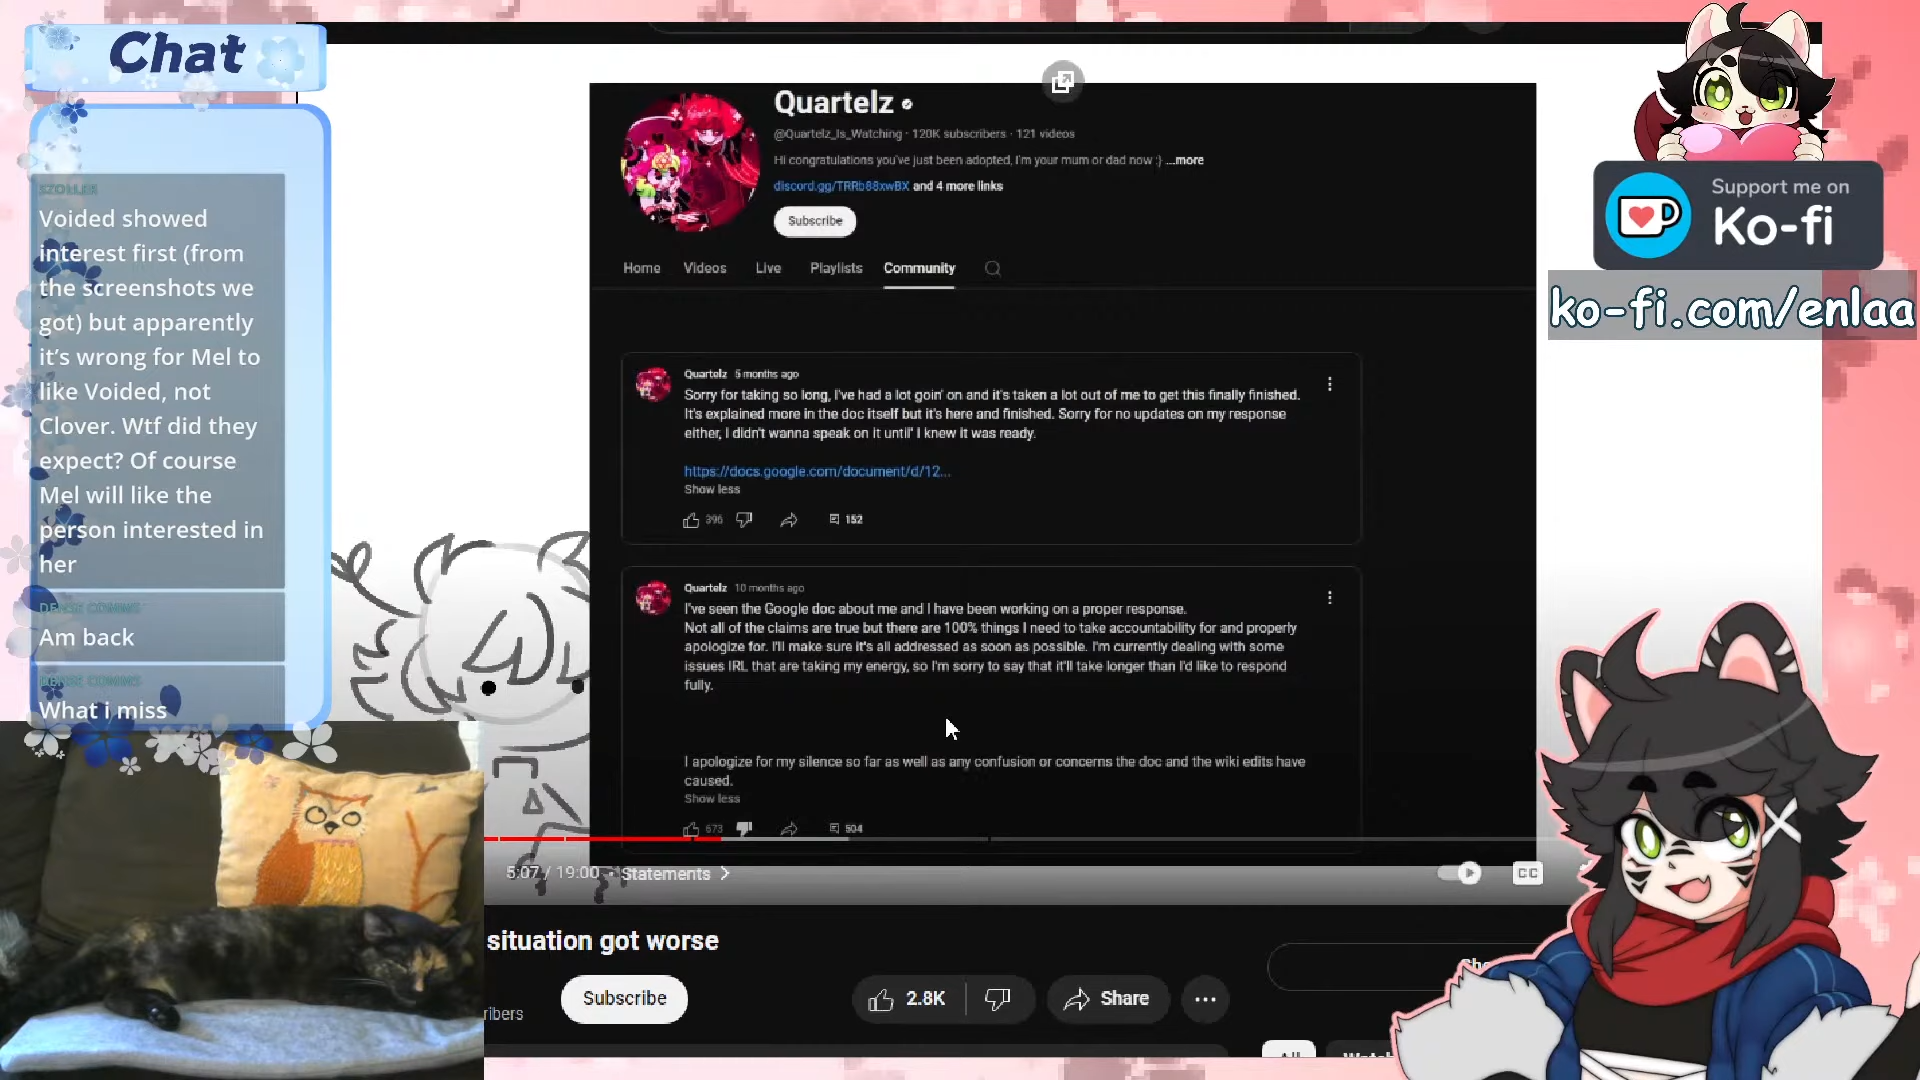 Chat
Voided showed
interest first (from
the screenshots we
got) but apparently
it's wrong for Mel to
like Voided, not
Clover. Wtf did they
expect? Of course
Mel will like the
person interested in
her
DENSE COMMS
Am back
DENSE COMMS
What i miss
Quartelz
@Quartelz_Is_Watching · 120K subscribers · 121 videos
Hi congratulations you've just been adopted, I'm your mum or dad now :} ...more
discord.gg/TRRb88xwBX and 4 more links
Subscribe
Home Videos Live Playlists Community
Quartelz 5 months ago
Sorry for taking so long, I've had a lot goin' on and it's taken a lot out of me to get this finally finished.
It's explained more in the doc itself but it's here and finished. Sorry for no updates on my response
either, I didn't wanna speak on it until' I knew it was ready.
https://docs.google.com/document/d/12...
Show less
396 152
Quartelz 10 months ago
I've seen the Google doc about me and I have been working on a proper response.
Not all of the claims are true but there are 100% things I need to take accountability for and properly
apologize for. I'll make sure it's all addressed as soon as possible. I'm currently dealing with some
issues IRL that are taking my energy, so I'm sorry to say that it'll take longer than I'd like to respond
fully.
I apologize for my silence so far as well as any confusion or concerns the doc and the wiki edits have
caused.
Show less
673 504
5:07 / 19:00 · Statements
CC
situation got worse
ribers
Subscribe
2.8K
Share
Support me on
Ko-fi
ko-fi.com/enlaa
All